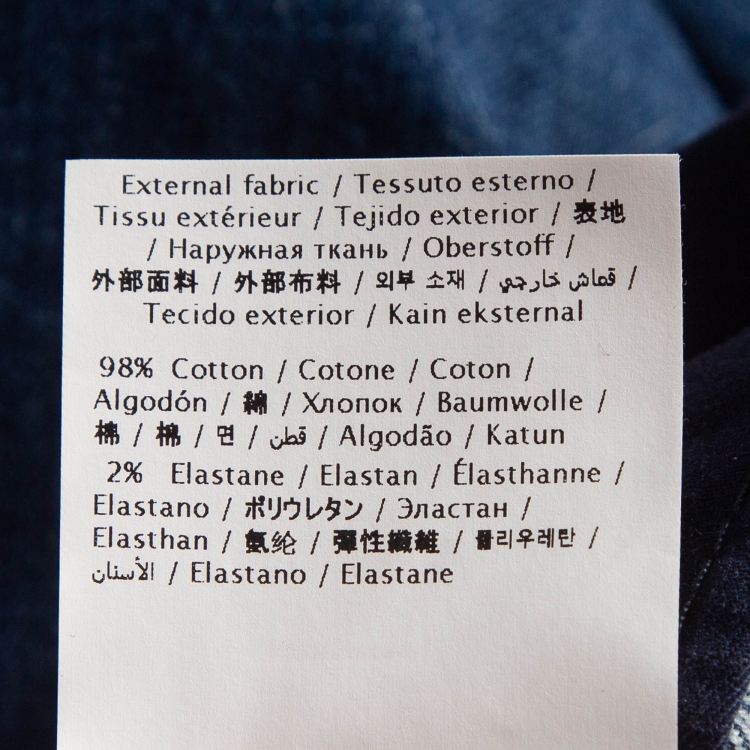 External fabric / Tessuto esterno /
Tissu extérieur / Tejido exterior / 表地
/ Наружная ткань / Oberstoff /
外部面料 / 外部布料 / 외부 소재 / قماش خارجي /
Tecido exterior / Kain eksternal
98% Cotton / Cotone / Coton /
Algodón / 綿 / Хлопок / Baumwolle /
棉 / 棉 / 면 / قطن / Algodão / Katun
2% Elastane / Elastan / Élasthanne /
Elastano / ポリウレタン / Эластан /
Elasthan / 氨纶 / 彈性纖維 / 폴리우레탄 /
الأستان / Elastano / Elastane